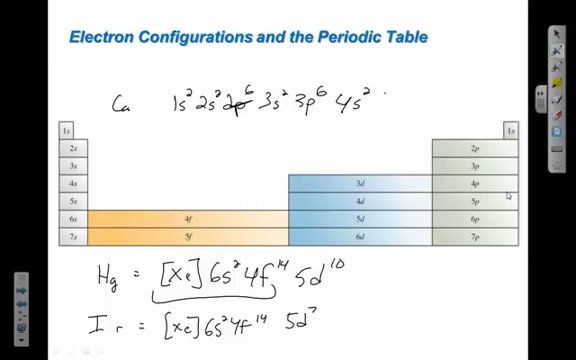 Electron Configurations and the Periodic Table
Ca 1s² 2s² 2p⁶ 3s² 3p⁶ 4s²
1s 1s
2s 2p
3s 3p
4s 3d 4p
5s 4d 5p
6s 4f 5d 6p
7s 5f 6d 7p
Hg = [Xe] 6s² 4f¹⁴ 5d¹⁰
Ir = [Xe] 6s² 4f¹⁴ 5d⁷